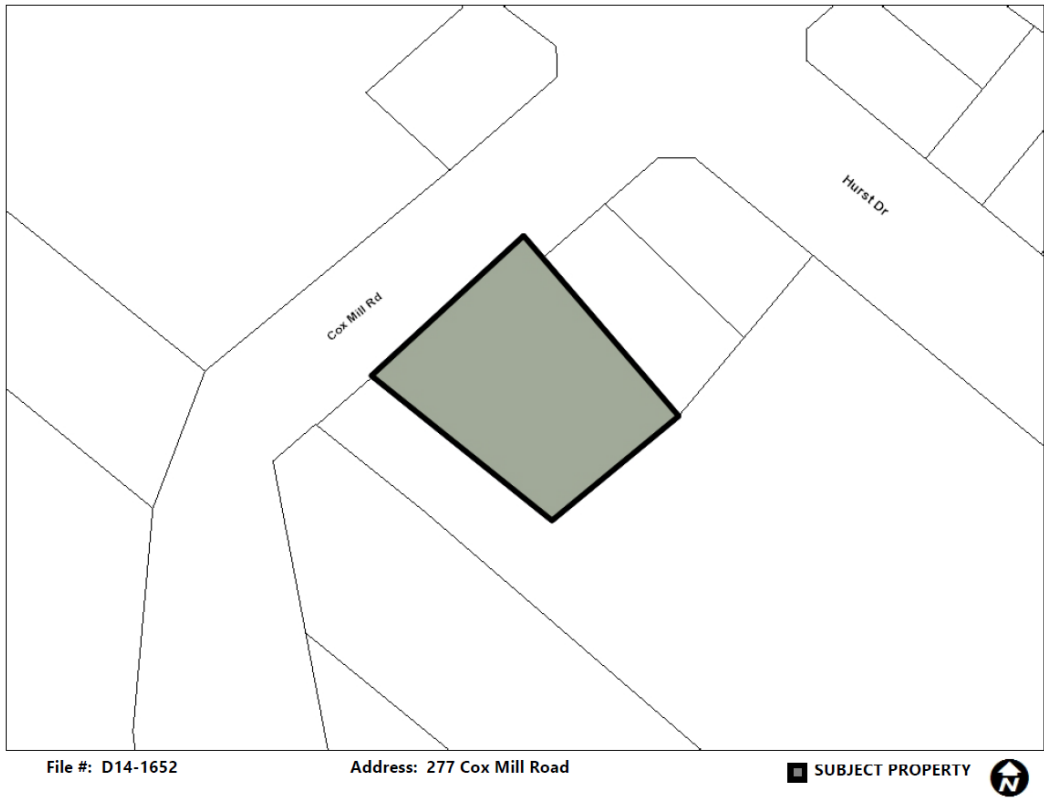 Hurst Dr
Cox Mill Rd
File #: D14-1652
Address: 277 Cox Mill Road
SUBJECT PROPERTY
N